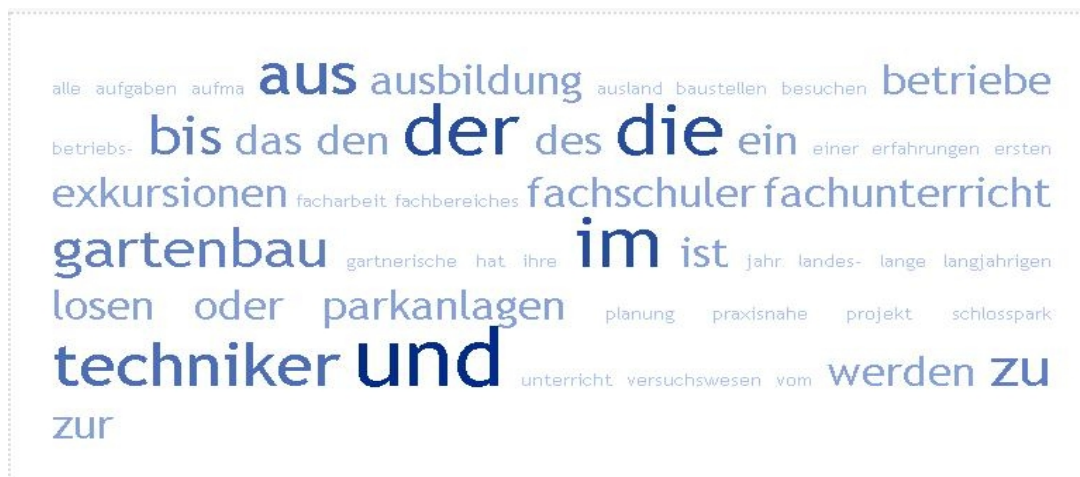 alle aufgaben aufma aus ausbildung ausland baustellen besuchen betriebe
betriebs- bis das den der des die ein einer erfahrungen ersten
exkursionen facharbeit fachbereiches fachschuler fachunterricht
gartenbau gartnerische hat ihre im ist jahr landes- lange langjahrigen
losen oder parkanlagen planung praxisnahe projekt schlosspark
techniker und unterricht versuchswesen vom werden zu
zur